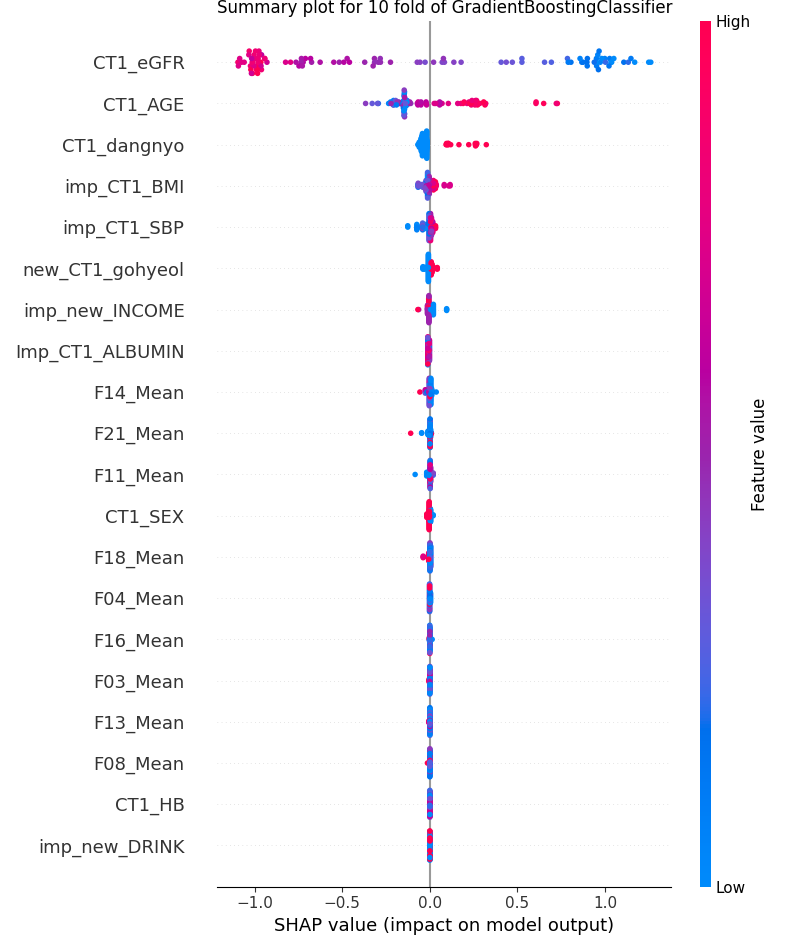 Summary plot for 10 fold of GradientBoostingClassifier
High
CT1_eGFR
CT1_AGE
CT1_dangnyo
imp_CT1_BMI
imp_CT1_SBP
new_CT1_gohyeol
imp_new_INCOME
Imp_CT1_ALBUMIN
F14_Mean
F21_Mean
F11_Mean
CT1_SEX
F18_Mean
F04_Mean
F16_Mean
F03_Mean
F13_Mean
F08_Mean
CT1_HB
imp_new_DRINK
Feature value
Low
−1.0 −0.5 0.0 0.5 1.0
SHAP value (impact on model output)